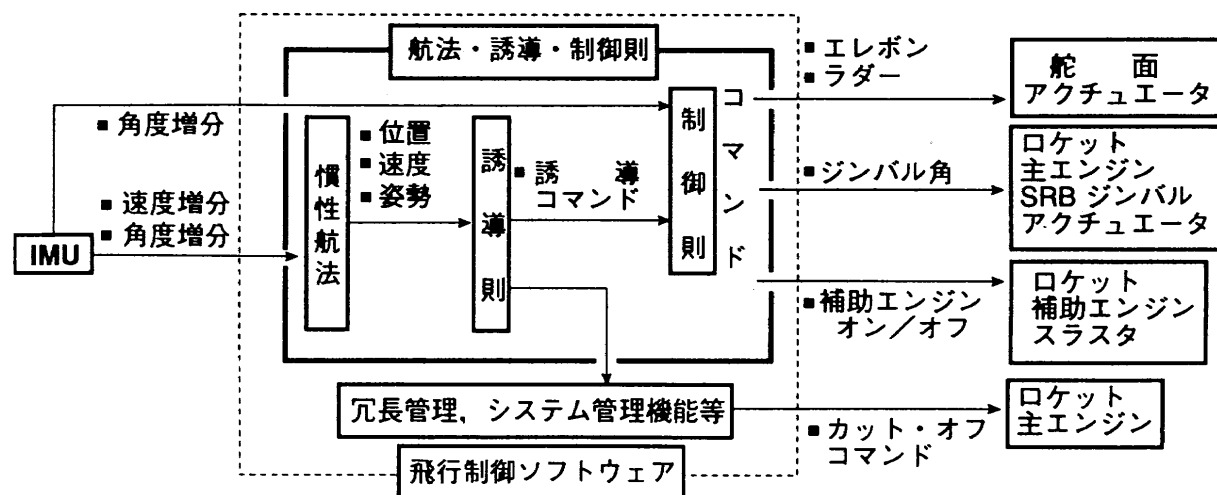 航法・誘導・制御則
▪ エレボン
▪ ラダー
舵　面
アクチュエータ
▪ 角度増分
▪ 速度増分
▪ 角度増分
IMU
慣性航法
▪ 位置
▪ 速度
▪ 姿勢
誘導則
▪ 誘　導
コマンド
制御則
コマンド
▪ ジンバル角
ロケット
主エンジン
SRB ジンバル
アクチュエータ
▪ 補助エンジン
オン／オフ
ロケット
補助エンジン
スラスタ
冗長管理，システム管理機能等
▪ カット・オフ
コマンド
ロケット
主エンジン
飛行制御ソフトウェア